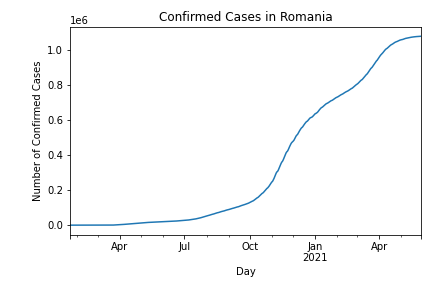 Confirmed Cases in Romania
1e6
1.0
0.8
0.6
0.4
0.2
0.0
Number of Confirmed Cases
Apr
Jul
Oct
Jan
2021
Apr
Day